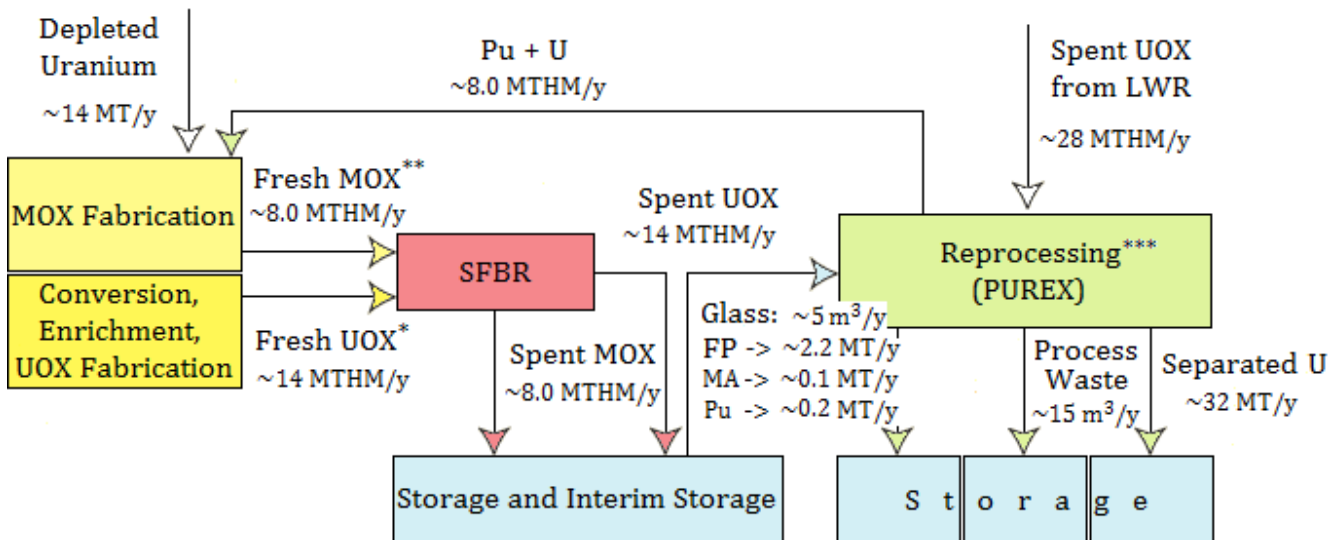 Depleted
Uranium
~14 MT/y
Pu + U
~8.0 MTHM/y
Spent UOX
from LWR
~28 MTHM/y
MOX Fabrication
Fresh MOX**
~8.0 MTHM/y
Spent UOX
~14 MTHM/y
SFBR
Reprocessing***
(PUREX)
Conversion,
Enrichment,
UOX Fabrication
Fresh UOX*
~14 MTHM/y
Spent MOX
~8.0 MTHM/y
Glass: ~5 m³/y
FP -> ~2.2 MT/y
MA -> ~0.1 MT/y
Pu -> ~0.2 MT/y
Process
Waste
~15 m³/y
Separated U
~32 MT/y
Storage and Interim Storage
S t o r a g e